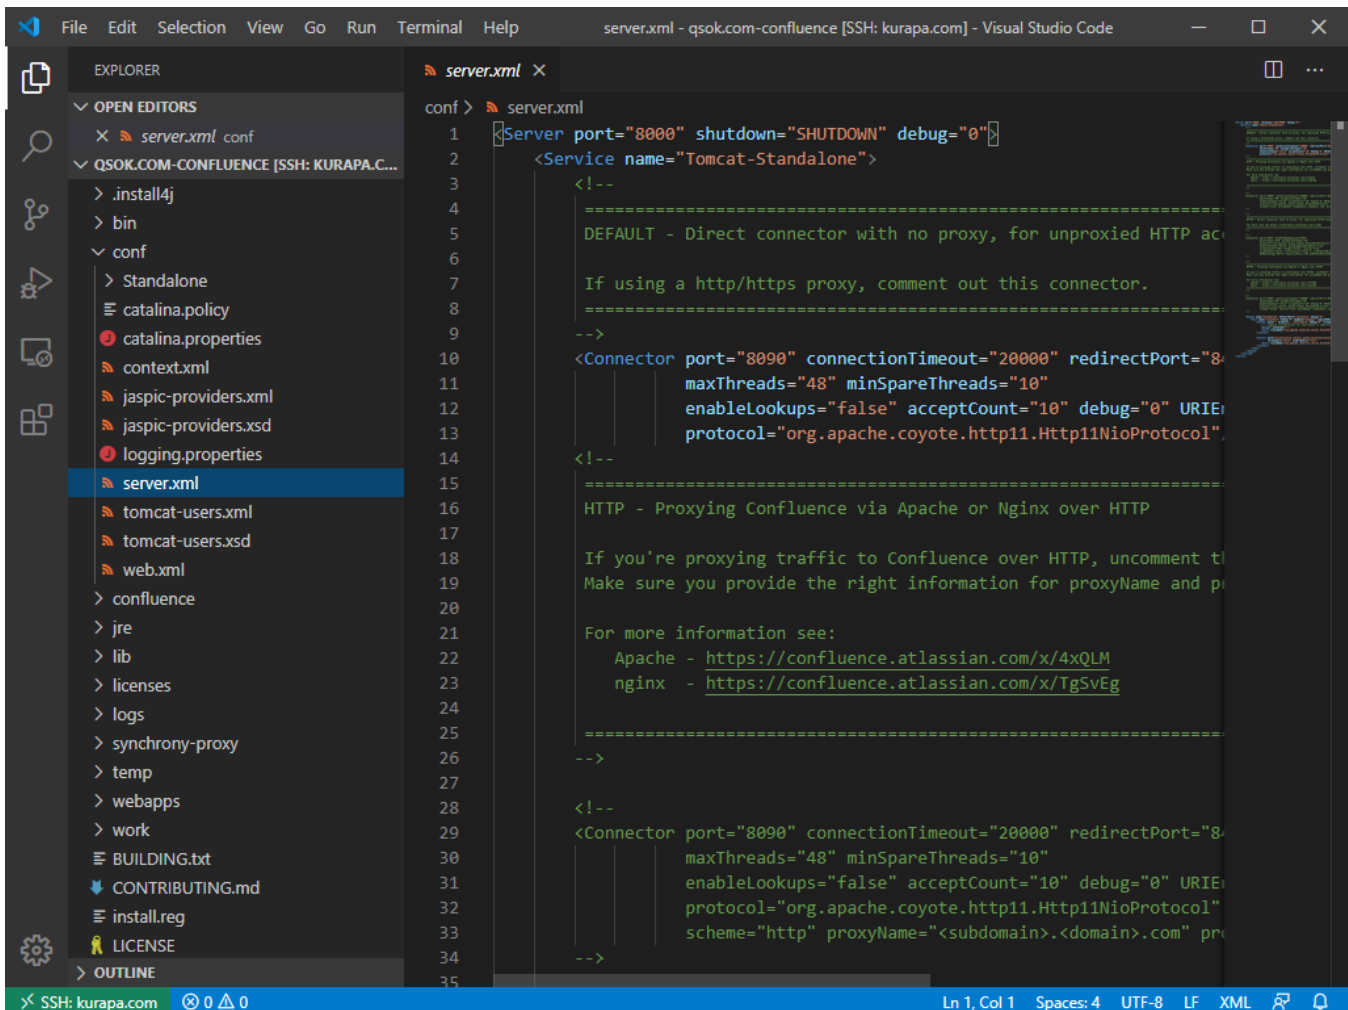 File Edit Selection View Go Run Terminal Help server.xml - qsok.com-confluence [SSH: kurapa.com] - Visual Studio Code
EXPLORER
OPEN EDITORS
server.xml conf
QSOK.COM-CONFLUENCE [SSH: KURAPA.C...
.install4j
bin
conf
Standalone
catalina.policy
catalina.properties
context.xml
jaspic-providers.xml
jaspic-providers.xsd
logging.properties
server.xml
tomcat-users.xml
tomcat-users.xsd
web.xml
confluence
jre
lib
licenses
logs
synchrony-proxy
temp
webapps
work
BUILDING.txt
CONTRIBUTING.md
install.reg
LICENSE
OUTLINE
server.xml
conf > server.xml
1 <Server port="8000" shutdown="SHUTDOWN" debug="0">
2 <Service name="Tomcat-Standalone">
3 <!--
4 ===============================================================
5 DEFAULT - Direct connector with no proxy, for unproxied HTTP acc
6
7 If using a http/https proxy, comment out this connector.
8 ===============================================================
9 -->
10 <Connector port="8090" connectionTimeout="20000" redirectPort="84
11 maxThreads="48" minSpareThreads="10"
12 enableLookups="false" acceptCount="10" debug="0" URIEn
13 protocol="org.apache.coyote.http11.Http11NioProtocol"/
14 <!--
15 ===============================================================
16 HTTP - Proxying Confluence via Apache or Nginx over HTTP
17
18 If you're proxying traffic to Confluence over HTTP, uncomment th
19 Make sure you provide the right information for proxyName and pr
20
21 For more information see:
22 Apache - https://confluence.atlassian.com/x/4xQLM
23 nginx - https://confluence.atlassian.com/x/TgSvEg
24
25 ===============================================================
26 -->
27
28 <!--
29 <Connector port="8090" connectionTimeout="20000" redirectPort="84
30 maxThreads="48" minSpareThreads="10"
31 enableLookups="false" acceptCount="10" debug="0" URIEn
32 protocol="org.apache.coyote.http11.Http11NioProtocol"
33 scheme="http" proxyName="<subdomain>.<domain>.com" pro
34 -->
35
SSH: kurapa.com 0 0 Ln 1, Col 1 Spaces: 4 UTF-8 LF XML